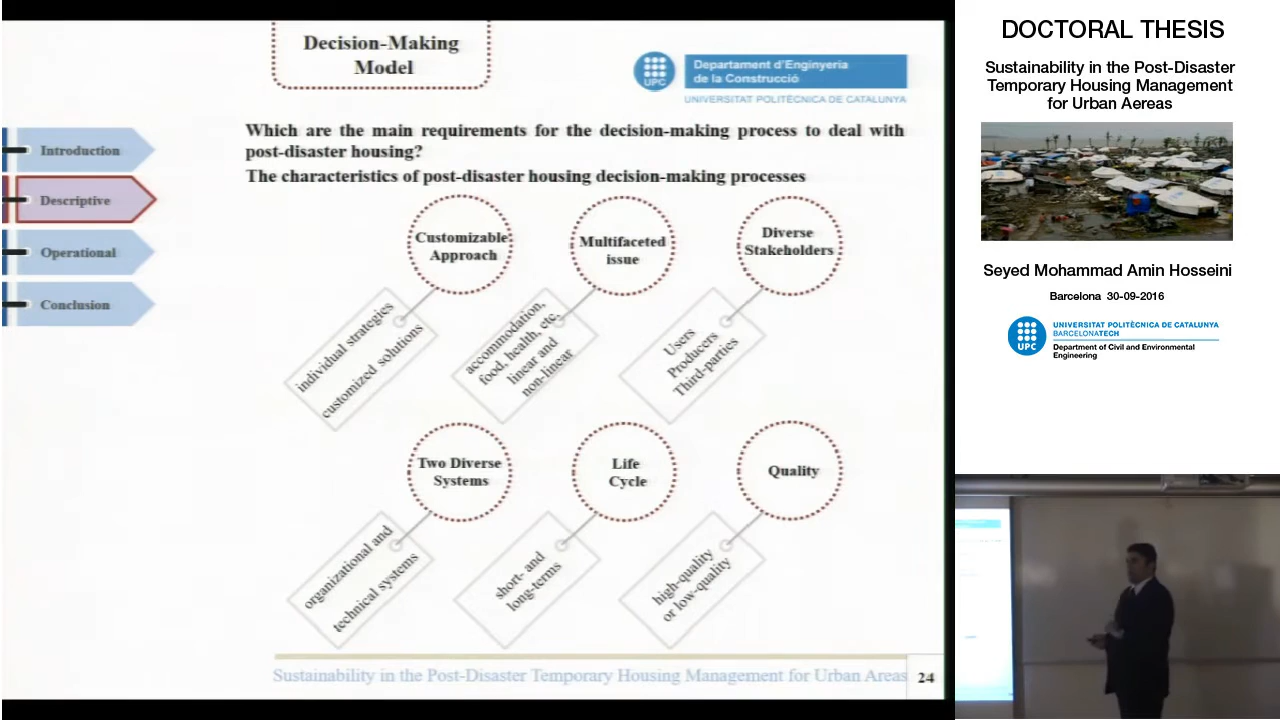 Decision-Making
Model
UPC
Departament d'Enginyeria
de la Construcció
UNIVERSITAT POLITÈCNICA DE CATALUNYA
Introduction
Descriptive
Operational
Conclusion
Which are the main requirements for the decision-making process to deal with
post-disaster housing?
The characteristics of post-disaster housing decision-making processes
Customizable
Approach
individual strategies
customized solutions
Multifaceted
issue
accommodation,
food, health, etc.
linear and
non-linear
Diverse
Stakeholders
Users
Producers
Third-parties
Two Diverse
Systems
organizational and
technical systems
Life
Cycle
short- and
long-terms
Quality
high-quality
or low-quality
Sustainability in the Post-Disaster Temporary Housing Management for Urban Areas
24
DOCTORAL THESIS
Sustainability in the Post-Disaster
Temporary Housing Management
for Urban Aereas
Seyed Mohammad Amin Hosseini
Barcelona 30-09-2016
UPC
UNIVERSITAT POLITÈCNICA DE CATALUNYA
BARCELONATECH
Department of Civil and Environmental
Engineering